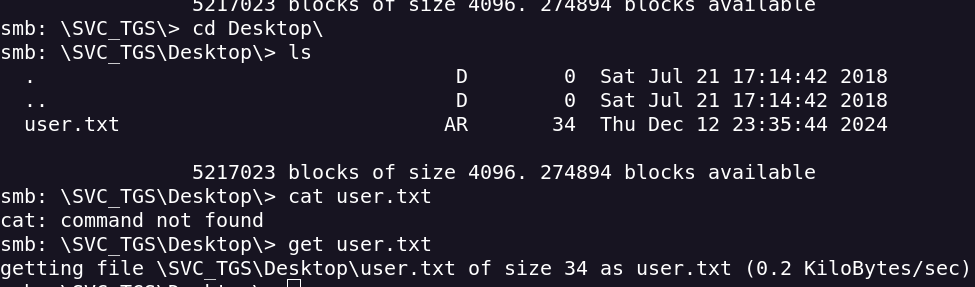 5217023 blocks of size 4096. 274894 blocks available
smb: \SVC_TGS\> cd Desktop\
smb: \SVC_TGS\Desktop\> ls
. D 0 Sat Jul 21 17:14:42 2018
.. D 0 Sat Jul 21 17:14:42 2018
user.txt AR 34 Thu Dec 12 23:35:44 2024
5217023 blocks of size 4096. 274894 blocks available
smb: \SVC_TGS\Desktop\> cat user.txt
cat: command not found
smb: \SVC_TGS\Desktop\> get user.txt
getting file \SVC_TGS\Desktop\user.txt of size 34 as user.txt (0.2 KiloBytes/sec)
smb: \SVC_TGS\Desktop\>